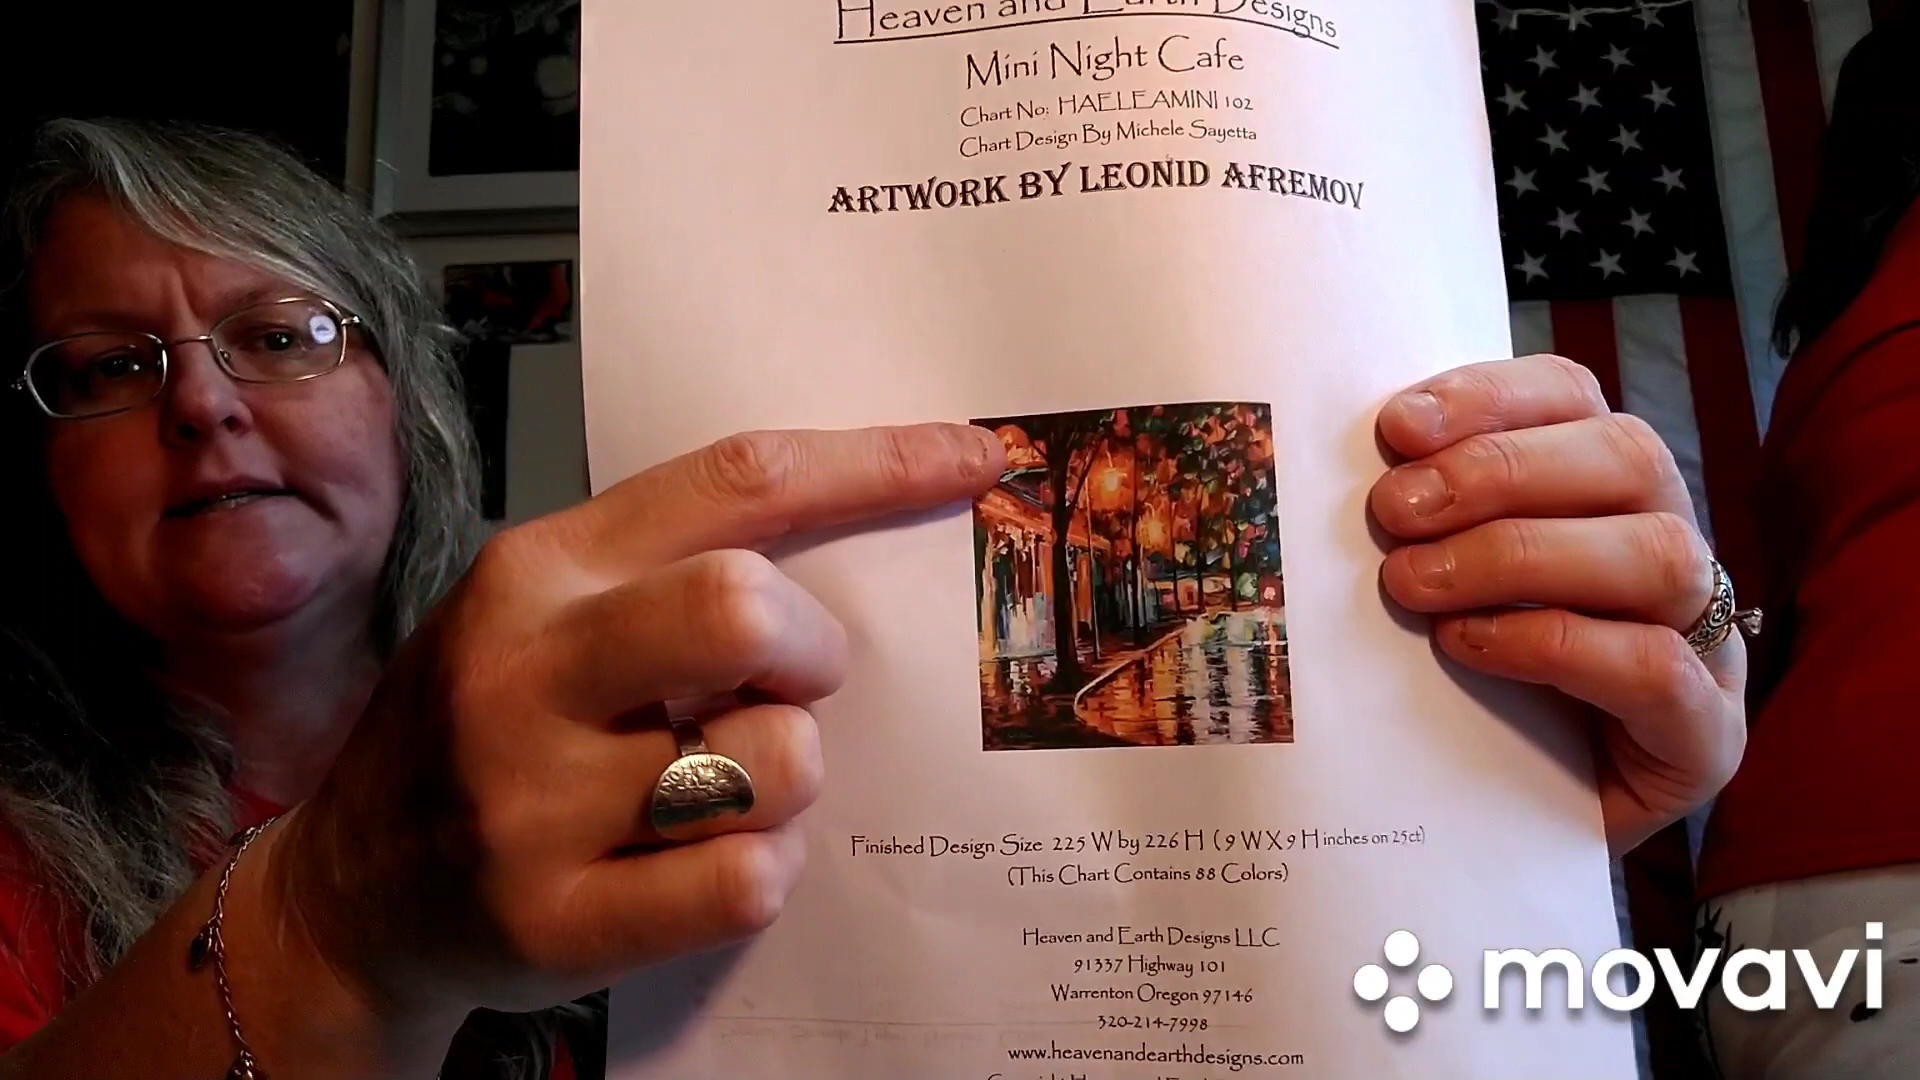 Heaven and Earth Designs
Mini Night Cafe
Chart No: HAELEAMINI 102
Chart Design By Michele Sayetta
ARTWORK BY LEONID AFREMOV
Finished Design Size 225 W by 226 H (9 W X 9 H inches on 25ct)
(This Chart Contains 88 Colors)
Heaven and Earth Designs LLC
91337 Highway 101
Warrenton Oregon 97146
320-214-7998
www.heavenandearthdesigns.com
movavi